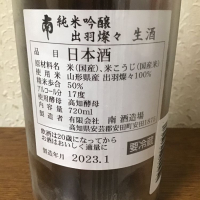 南 純米吟醸 出羽燦々 生酒
品目 日本酒
原材料名 米(国産)、米こうじ(国産米)
使用米 山形県産 出羽燦々100%
精米歩合 50%
アルコール分 17度
使用酵母 高知酵母
内容量 720ml
製造者 有限会社 南 酒造場
高知県安芸郡安田町安田
飲酒は20歳になってから
お酒はおいしく適量に
要冷蔵
製造年月 2023.1